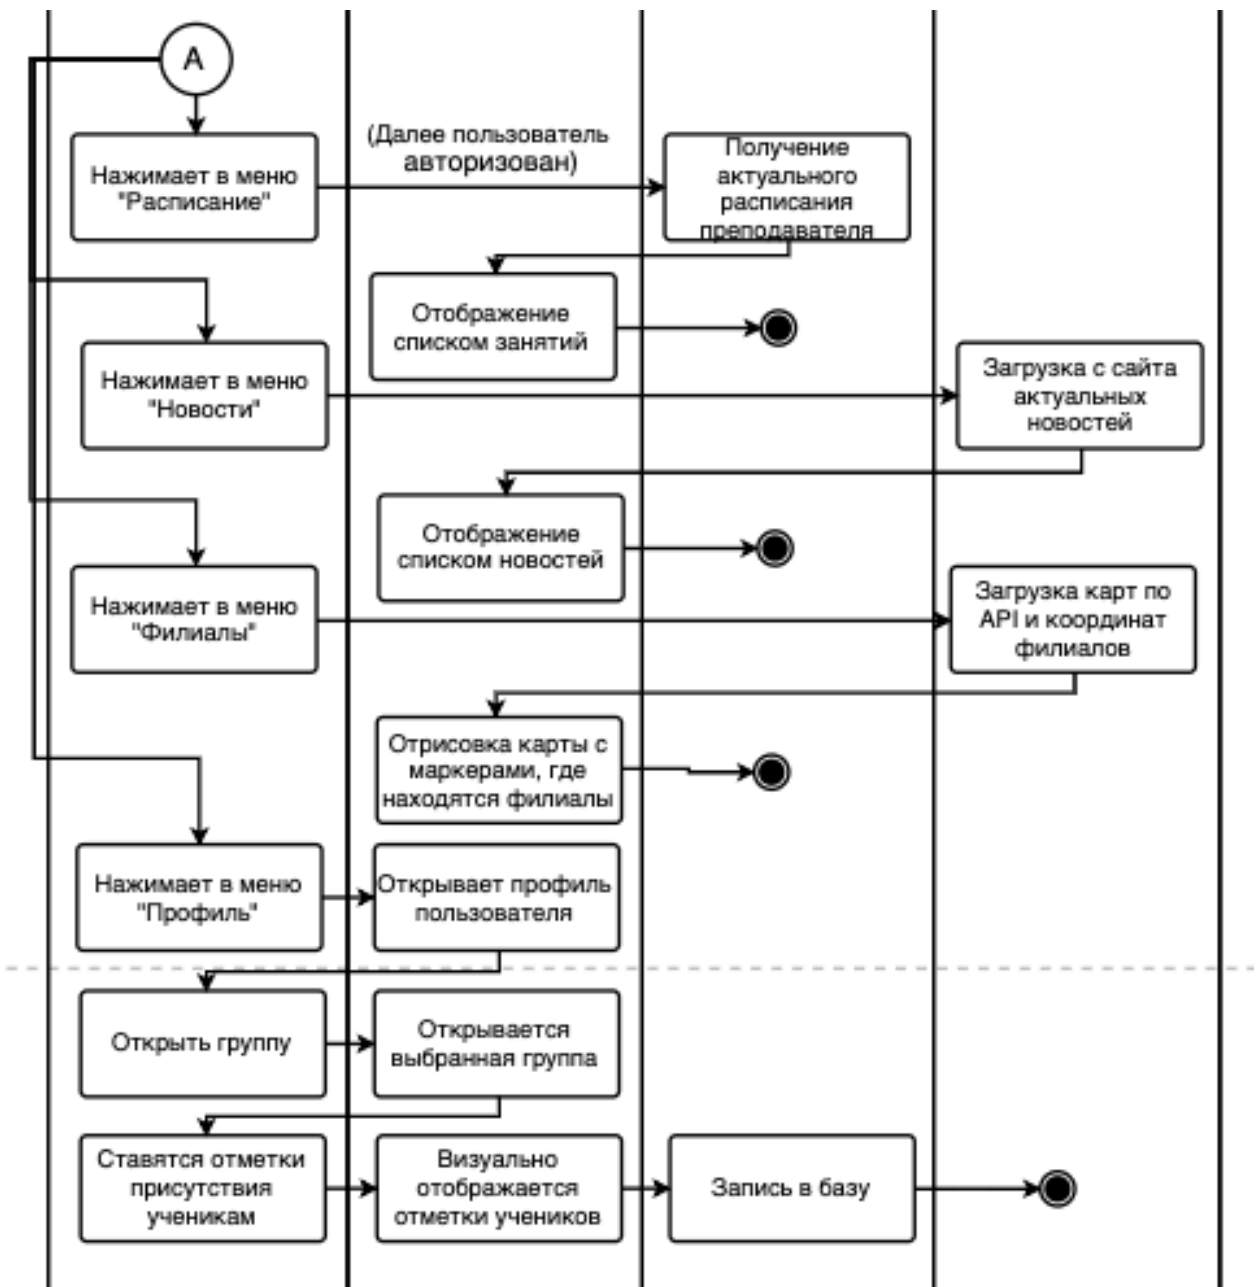 А
Нажимает в меню
"Расписание"
(Далее пользователь
авторизован)
Получение
актуального
расписания
преподавателя
Отображение
списком занятий
Нажимает в меню
"Новости"
Загрузка с сайта
актуальных
новостей
Отображение
списком новостей
Нажимает в меню
"Филиалы"
Загрузка карт по
API и координат
филиалов
Отрисовка карты с
маркерами, где
находятся филиалы
Нажимает в меню
"Профиль"
Открывает профиль
пользователя
Открыть группу
Открывается
выбранная группа
Ставятся отметки
присутствия
ученикам
Визуально
отображается
отметки учеников
Запись в базу